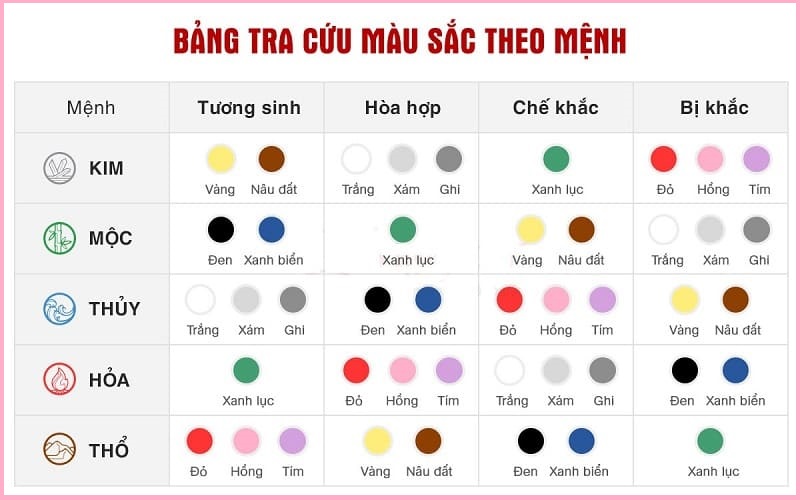 BẢNG TRA CỨU MÀU SẮC THEO MỆNH
Mệnh Tương sinh Hòa hợp Chế khắc Bị khắc
KIM Vàng Nâu đất Trắng Xám Ghi Xanh lục Đỏ Hồng Tím
MỘC Đen Xanh biển Xanh lục Vàng Nâu đất Trắng Xám Ghi
THỦY Trắng Xám Ghi Đen Xanh biển Đỏ Hồng Tím Vàng Nâu đất
HỎA Xanh lục Đỏ Hồng Tím Trắng Xám Ghi Đen Xanh biển
THỔ Đỏ Hồng Tím Vàng Nâu đất Đen Xanh biển Xanh lục